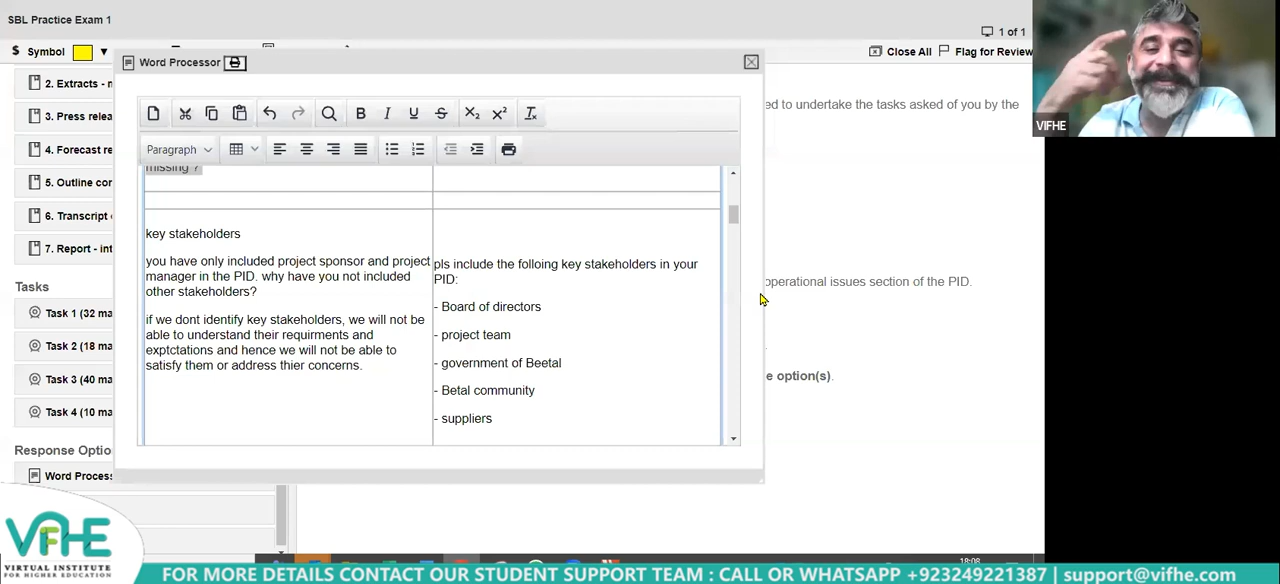 SBL Practice Exam 1
1 of 1
Symbol
Close All
Flag for Review
Word Processor
2. Extracts -
3. Press relea
4. Forecast re
5. Outline cor
6. Transcript
7. Report - int
Tasks
Task 1 (32 ma
Task 2 (18 ma
Task 3 (40 ma
Task 4 (10 ma
Response Optio
Word Process
Paragraph
missing ?
key stakeholders
you have only included project sponsor and project
manager in the PID. why have you not included
other stakeholders?
if we dont identify key stakeholders, we will not be
able to understand their requirments and
exptctations and hence we will not be able to
satisfy them or address thier concerns.
pls include the folloing key stakeholders in your
PID:
- Board of directors
- project team
- government of Beetal
- Betal community
- suppliers
ed to undertake the tasks asked of you by the
operational issues section of the PID.
e option(s).
VIFHE
18:08
VIFHE
VIRTUAL INSTITUTE
FOR HIGHER EDUCATION
FOR MORE DETAILS CONTACT OUR STUDENT SUPPORT TEAM : CALL OR WHATSAPP +923249221387 | support@vifhe.com